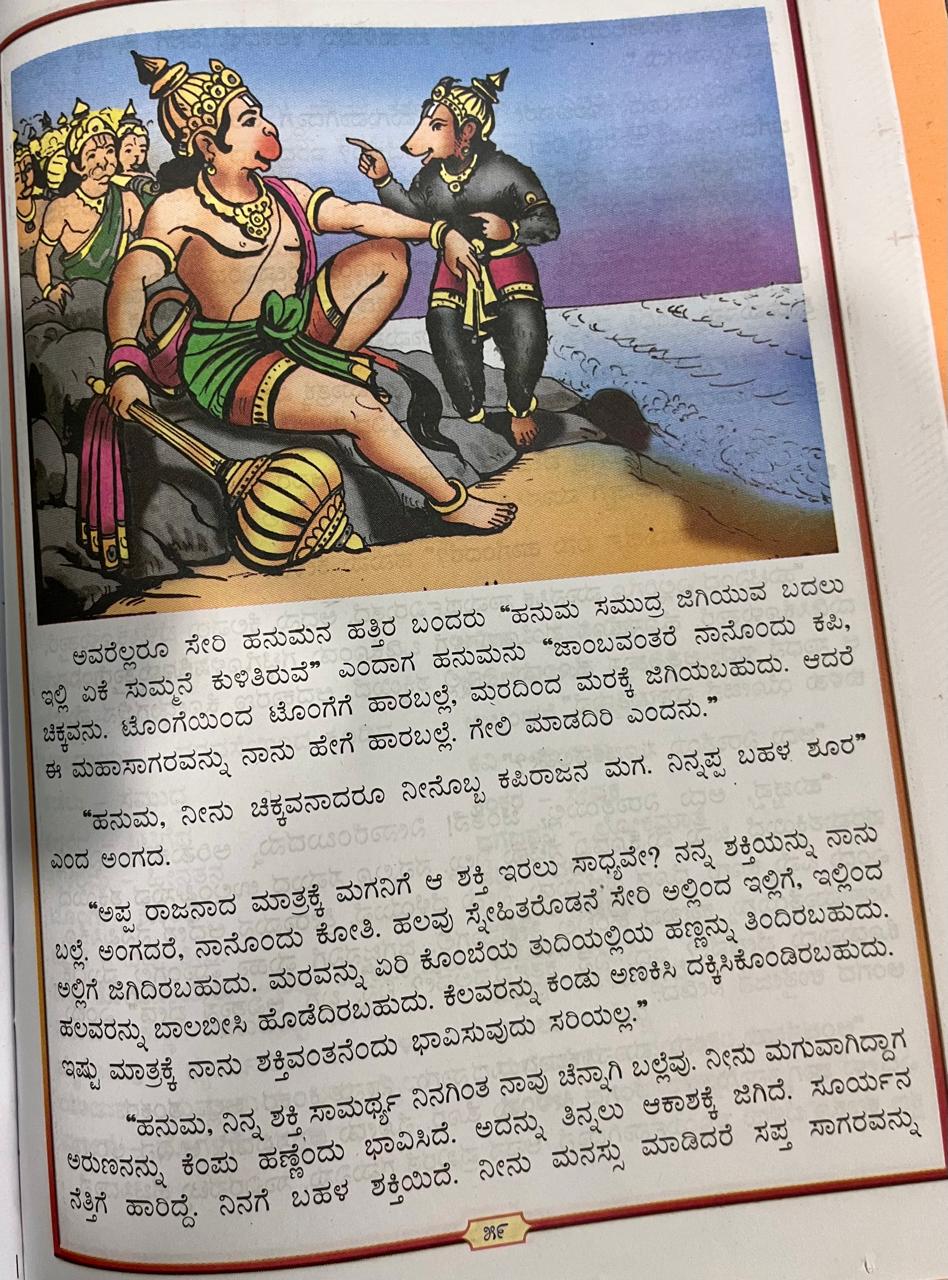 ಅವರೆಲ್ಲರೂ ಸೇರಿ ಹನುಮನ ಹತ್ತಿರ ಬಂದರು “ಹನುಮ ಸಮುದ್ರ ಜಿಗಿಯುವ ಬದಲು
ಇಲ್ಲಿ ಏಕೆ ಸುಮ್ಮನೆ ಕುಳಿತಿರುವೆ” ಎಂದಾಗ ಹನುಮನು “ಜಾಂಬವಂತರೆ ನಾನೊಂದು ಕಪಿ,
ಚಿಕ್ಕವನು. ಟೊಂಗೆಯಿಂದ ಟೊಂಗೆಗೆ ಹಾರಬಲ್ಲೆ, ಮರದಿಂದ ಮರಕ್ಕೆ ಜಿಗಿಯಬಹುದು. ಆದರೆ
ಈ ಮಹಾಸಾಗರವನ್ನು ನಾನು ಹೇಗೆ ಹಾರಬಲ್ಲೆ. ಗೇಲಿ ಮಾಡದಿರಿ ಎಂದನು.”
“ಹನುಮ, ನೀನು ಚಿಕ್ಕವನಾದರೂ ನೀನೊಬ್ಬ ಕಪಿರಾಜನ ಮಗ. ನಿನ್ನಪ್ಪ ಬಹಳ ಶೂರ”
ಎಂದ ಅಂಗದ.
“ಅಪ್ಪ ರಾಜನಾದ ಮಾತ್ರಕ್ಕೆ ಮಗನಿಗೆ ಆ ಶಕ್ತಿ ಇರಲು ಸಾಧ್ಯವೇ? ನನ್ನ ಶಕ್ತಿಯನ್ನು ನಾನು
ಬಲ್ಲೆ. ಅಂಗದರೆ, ನಾನೊಂದು ಕೋತಿ. ಹಲವು ಸ್ನೇಹಿತರೊಡನೆ ಸೇರಿ ಅಲ್ಲಿಂದ ಇಲ್ಲಿಗೆ, ಇಲ್ಲಿಂದ
ಅಲ್ಲಿಗೆ ಜಿಗಿದಿರಬಹುದು. ಮರವನ್ನು ಏರಿ ಕೊಂಬೆಯ ತುದಿಯಲ್ಲಿಯ ಹಣ್ಣನ್ನು ತಿಂದಿರಬಹುದು.
ಹಲವರನ್ನು ಬಾಲಬೀಸಿ ಹೊಡೆದಿರಬಹುದು. ಕೆಲವರನ್ನು ಕಂಡು ಅಣಕಿಸಿ ದಕ್ಕಿಸಿಕೊಂಡಿರಬಹುದು.
ಇಷ್ಟು ಮಾತ್ರಕ್ಕೆ ನಾನು ಶಕ್ತಿವಂತನೆಂದು ಭಾವಿಸುವುದು ಸರಿಯಲ್ಲ.”
“ಹನುಮ, ನಿನ್ನ ಶಕ್ತಿ ಸಾಮರ್ಥ್ಯ ನಿನಗಿಂತ ನಾವು ಚೆನ್ನಾಗಿ ಬಲ್ಲೆವು. ನೀನು ಮಗುವಾಗಿದ್ದಾಗ
ಅರುಣನನ್ನು ಕೆಂಪು ಹಣ್ಣೆಂದು ಭಾವಿಸಿದೆ. ಅದನ್ನು ತಿನ್ನಲು ಆಕಾಶಕ್ಕೆ ಜಿಗಿದೆ. ಸೂರ್ಯನ
ನೆತ್ತಿಗೆ ಹಾರಿದ್ದೆ. ನಿನಗೆ ಬಹಳ ಶಕ್ತಿಯಿದೆ. ನೀನು ಮನಸ್ಸು ಮಾಡಿದರೆ ಸಪ್ತ ಸಾಗರವನ್ನು
೫೯